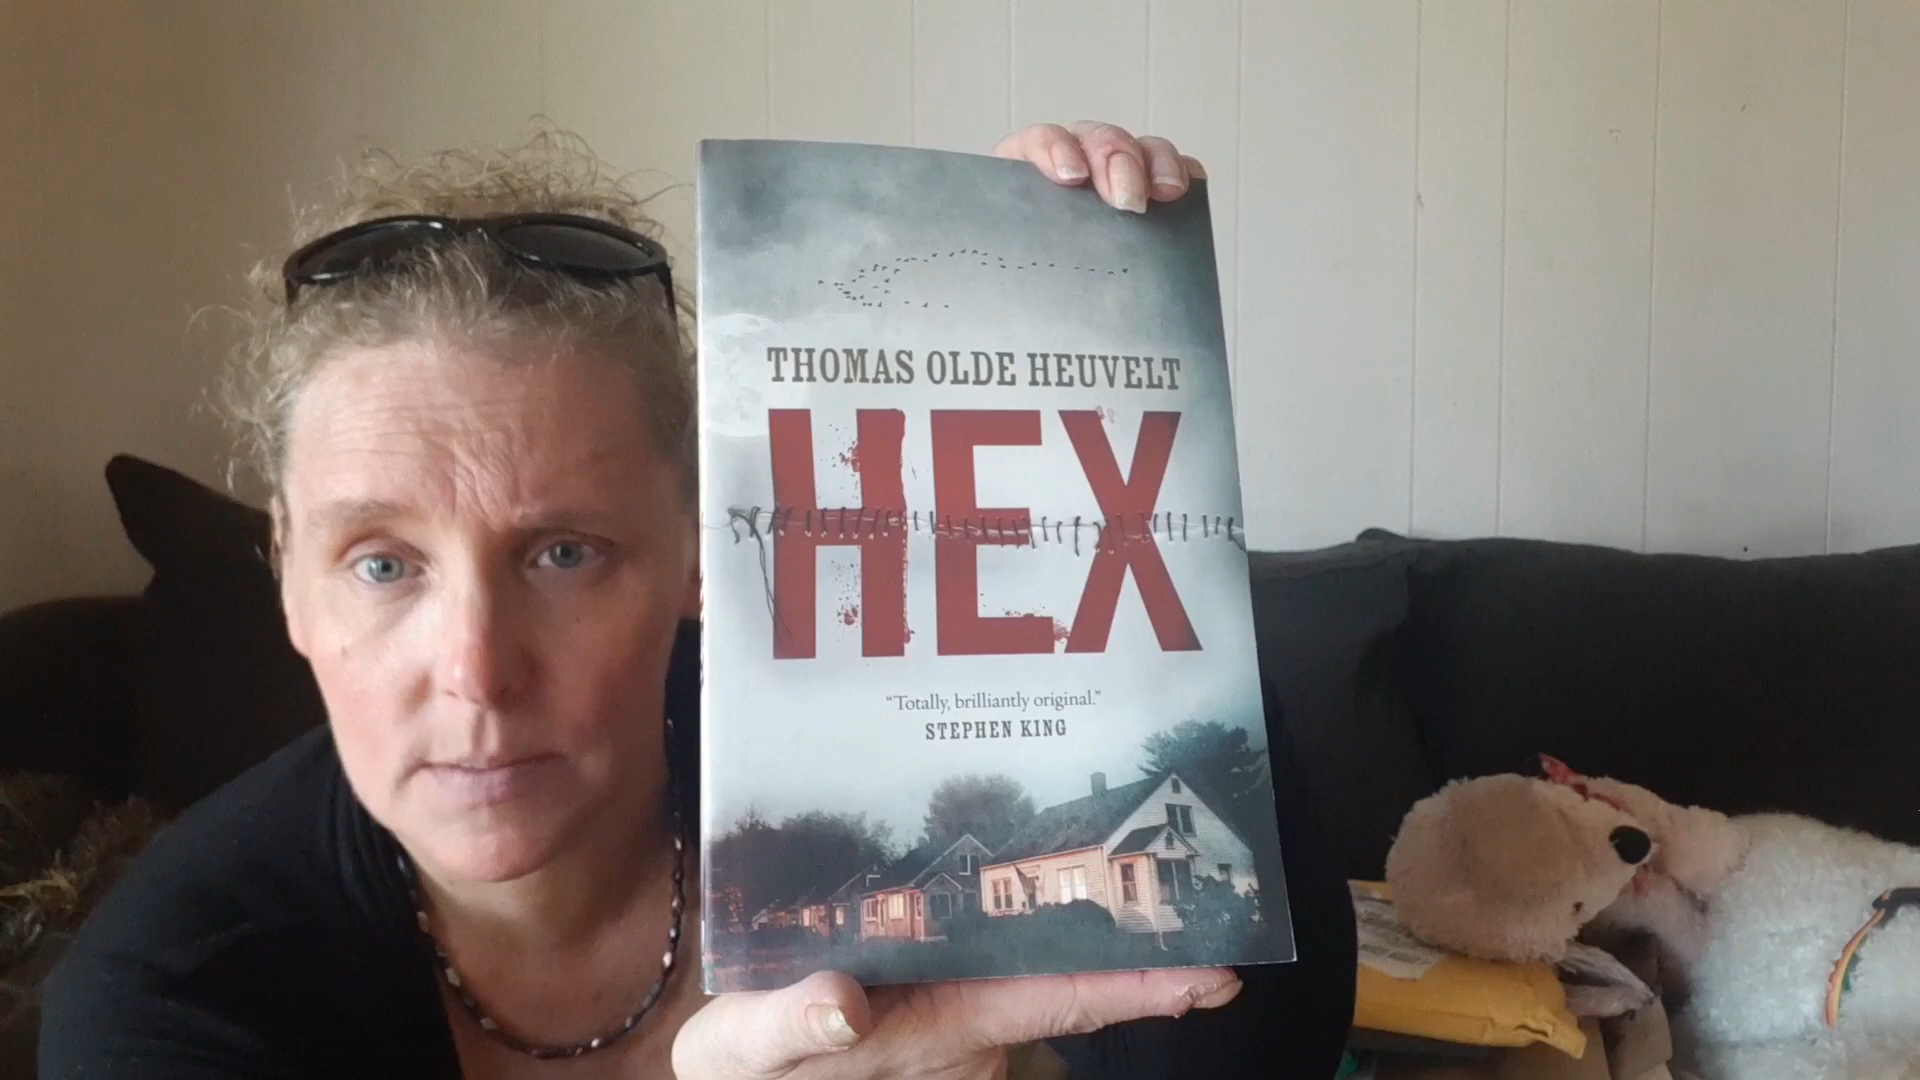 THOMAS OLDE HEUVELT
HEX
“Totally, brilliantly original.”
STEPHEN KING